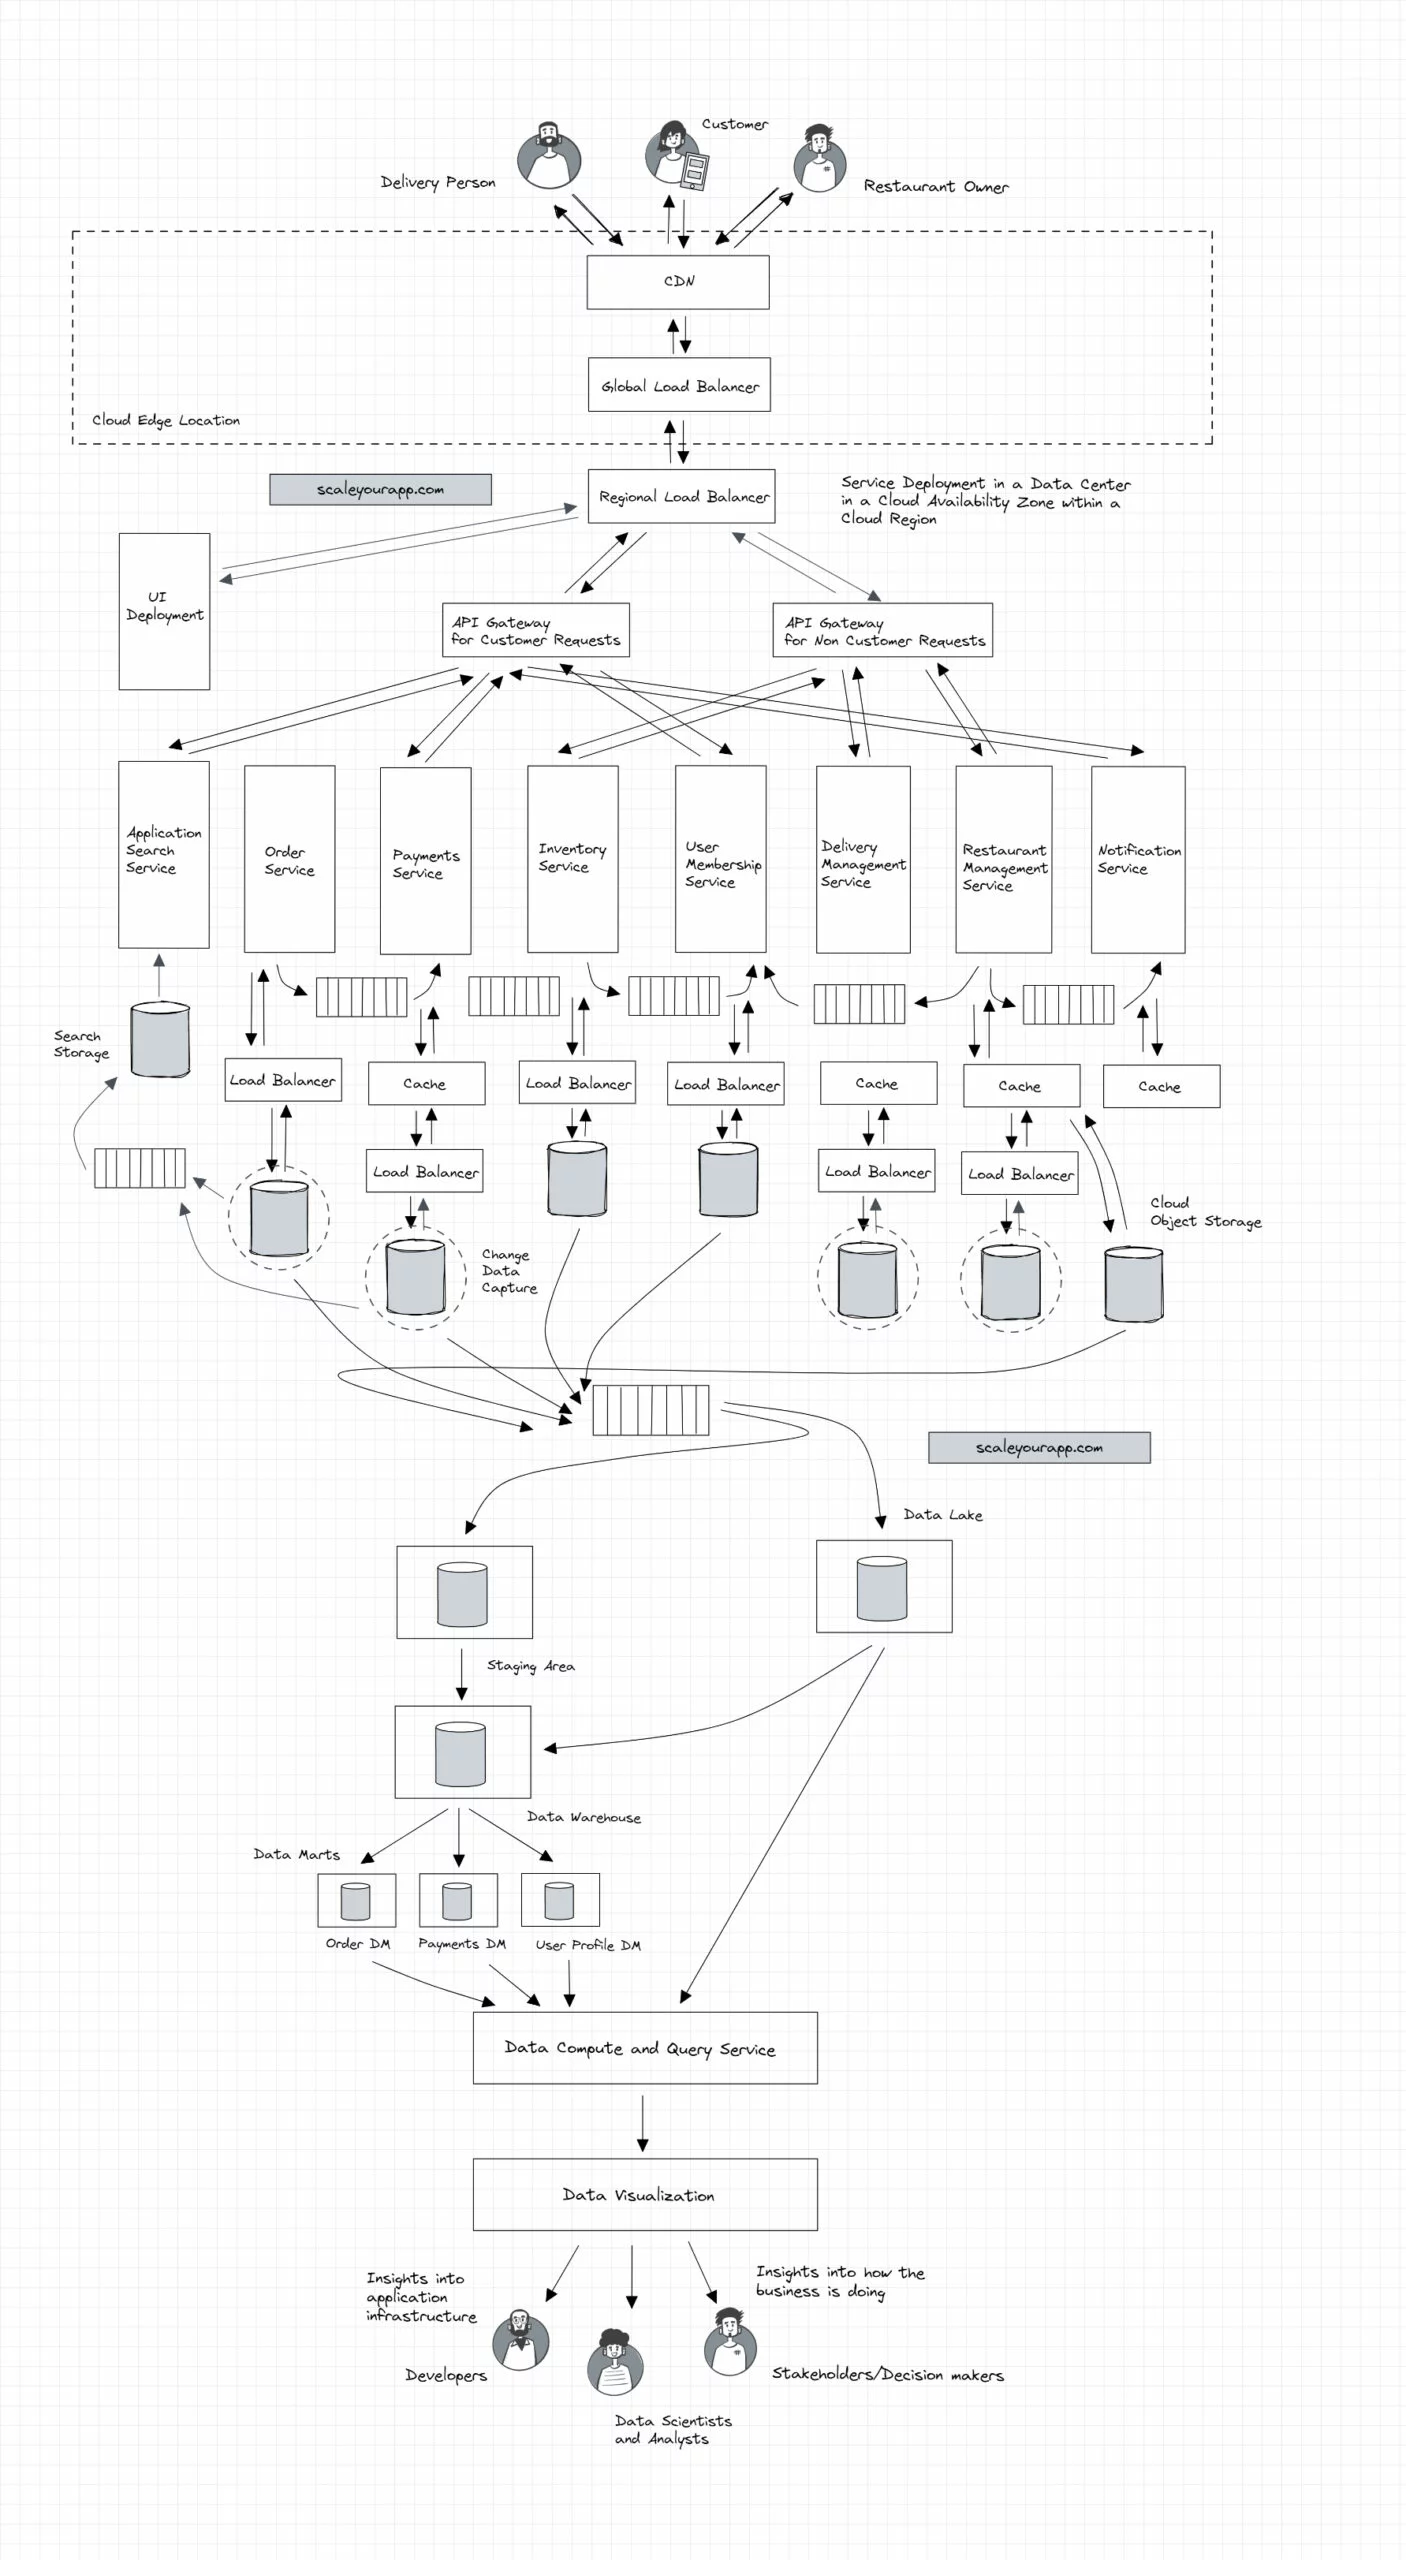 Customer
Delivery Person
Restaurant Owner
CDN
Global Load Balancer
Cloud Edge Location
scaleyourapp.com
Regional Load Balancer
Service Deployment in a Data Center
in a Cloud Availability Zone within a
Cloud Region
UI
Deployment
API Gateway
for Customer Requests
API Gateway
for Non Customer Requests
Application
Search
Service
Order
Service
Payments
Service
Inventory
Service
User
Membership
Service
Delivery
Management
Service
Restaurant
Management
Service
Notification
Service
Search
Storage
Load Balancer
Cache
Load Balancer
Load Balancer
Cache
Cache
Cache
Load Balancer
Load Balancer
Load Balancer
Cloud
Object Storage
Change
Data
Capture
scaleyourapp.com
Data Lake
Staging Area
Data Warehouse
Data Marts
Order DM
Payments DM
User Profile DM
Data Compute and Query Service
Data Visualization
Insights into
application
infrastructure
Insights into how the
business is doing
Developers
Stakeholders/Decision makers
Data Scientists
and Analysts